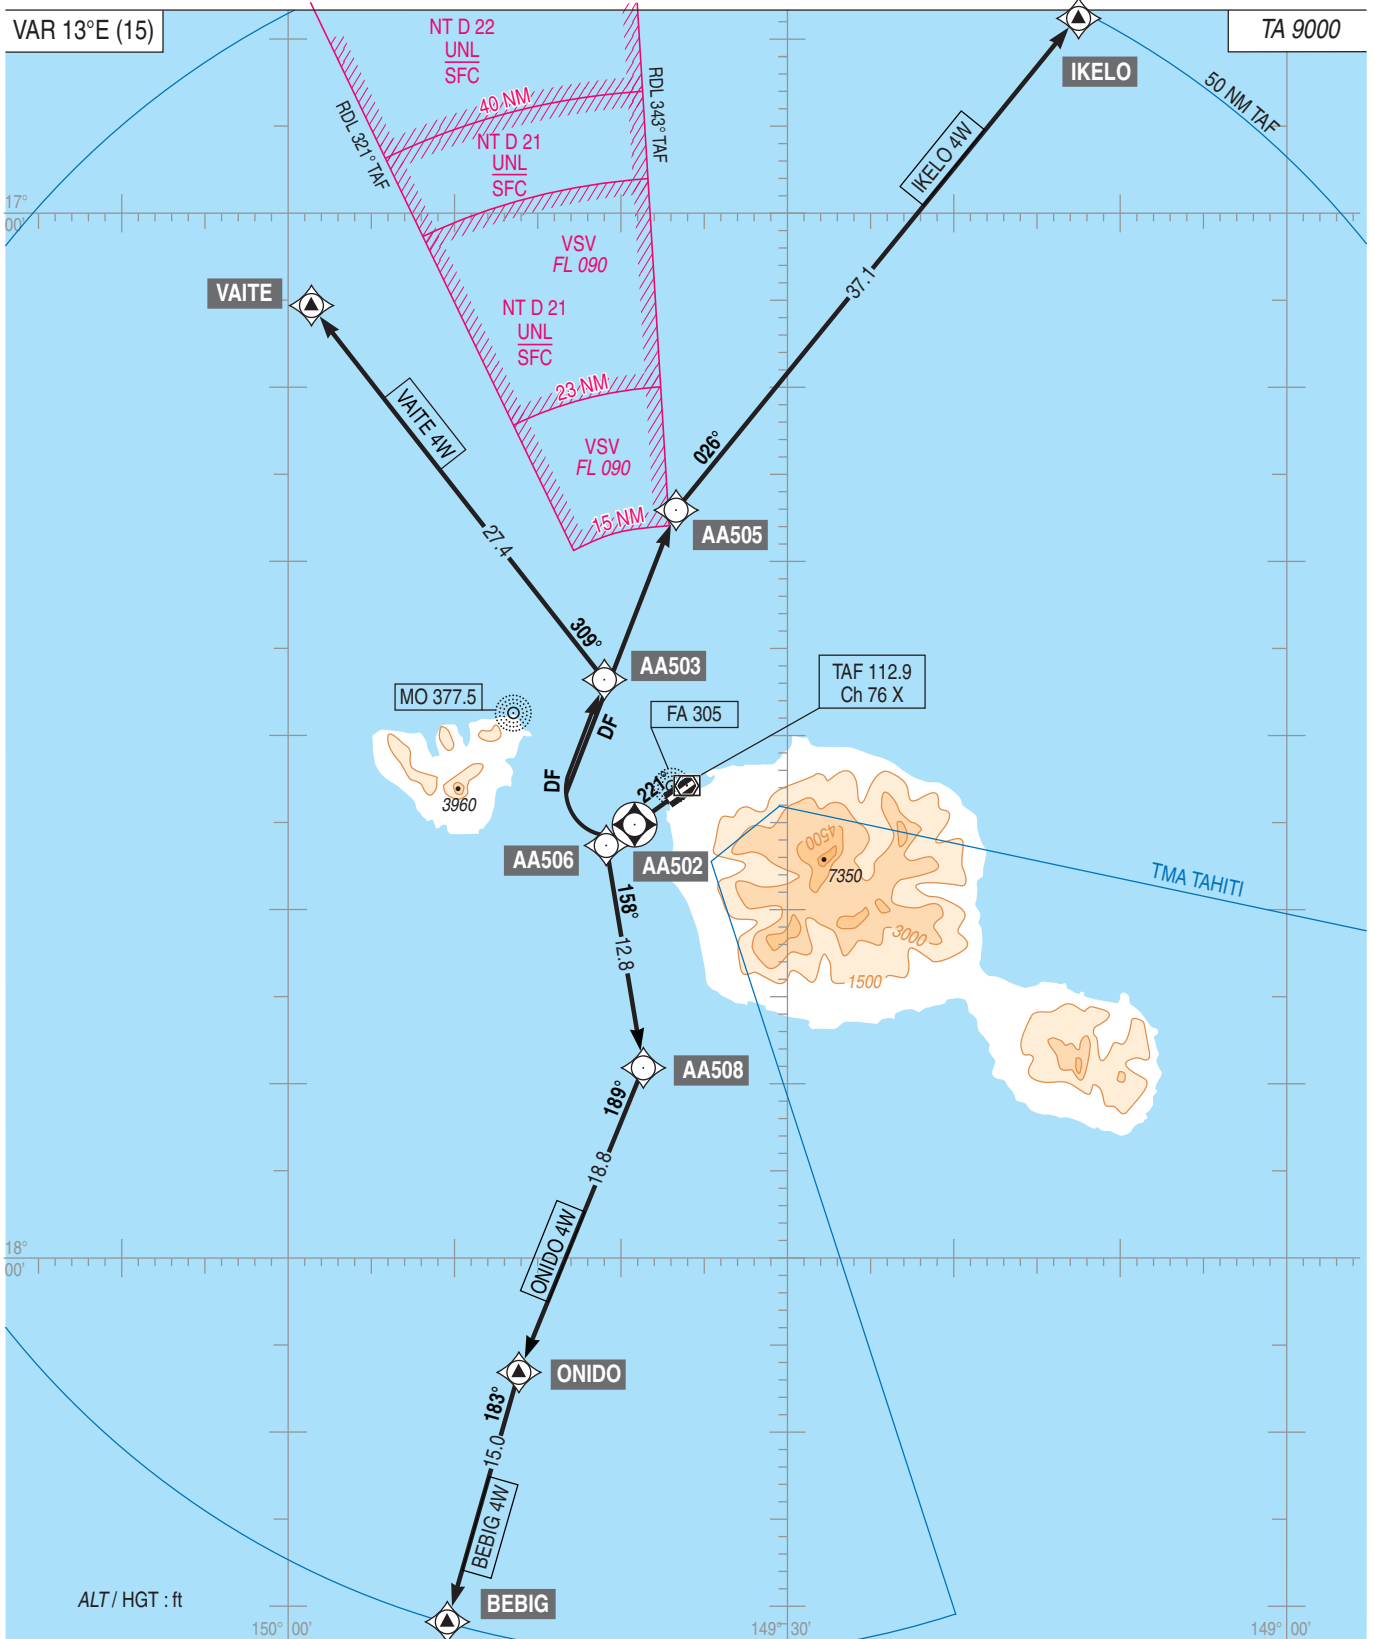 VAR 13°E (15)
TA 9000
NT D 22
UNL
SFC
IKELO
50 NM TAF
40 NM
RDL 321° TAF
RDL 343° TAF
NT D 21
UNL
SFC
IKELO 4W
17°
00'
VSV
FL 090
37.1
VAITE
NT D 21
UNL
SFC
23 NM
VAITE 4W
VSV
FL 090
026°
15 NM
27.4
AA505
309°
AA503
TAF 112.9
Ch 76 X
MO 377.5
FA 305
DF
DF
221°
3960
4500
AA506
AA502
7350
TMA TAHITI
158°
3000
12.8
1500
AA508
189°
18.8
ONIDO 4W
18°
00'
ONIDO
183°
15.0
BEBIG 4W
ALT / HGT : ft
BEBIG
150° 00'
149° 30'
149° 00'